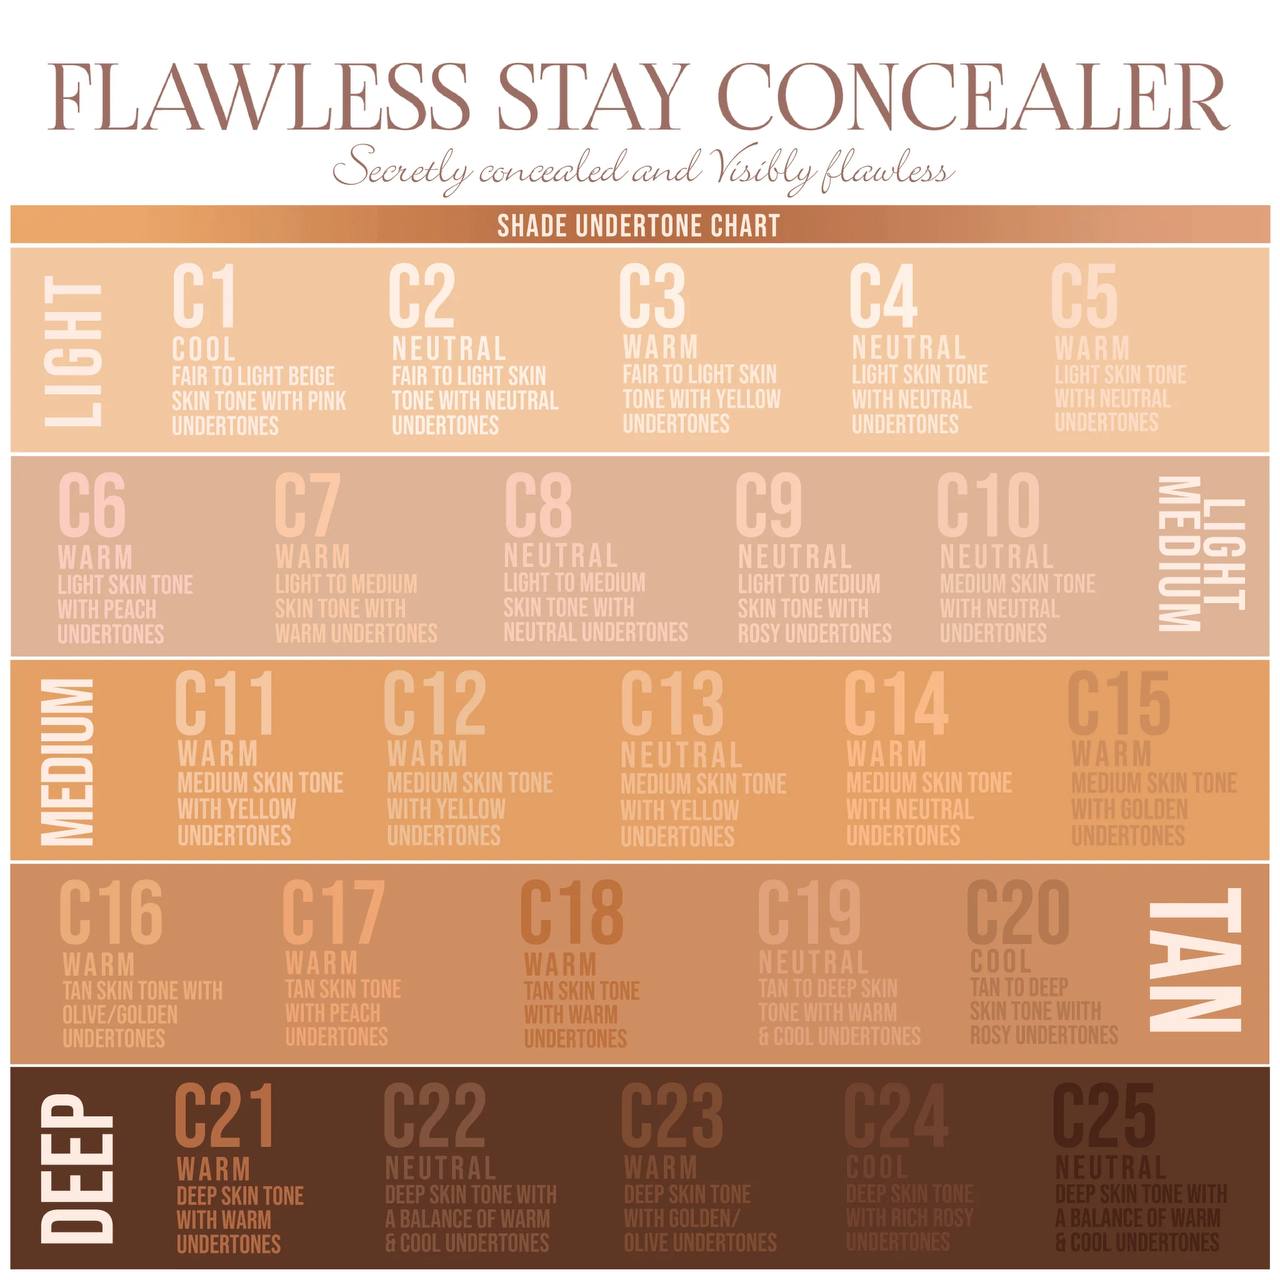 FLAWLESS STAY CONCEALER
Secretly concealed and Visibly flawless
SHADE UNDERTONE CHART
LIGHT
C1
COOL
FAIR TO LIGHT BEIGE
SKIN TONE WITH PINK
UNDERTONES
C2
NEUTRAL
FAIR TO LIGHT SKIN
TONE WITH NEUTRAL
UNDERTONES
C3
WARM
FAIR TO LIGHT SKIN
TONE WITH YELLOW
UNDERTONES
C4
NEUTRAL
LIGHT SKIN TONE
WITH NEUTRAL
UNDERTONES
C5
WARM
LIGHT SKIN TONE
WITH NEUTRAL
UNDERTONES
C6
WARM
LIGHT SKIN TONE
WITH PEACH
UNDERTONES
C7
WARM
LIGHT TO MEDIUM
SKIN TONE WITH
WARM UNDERTONES
C8
NEUTRAL
LIGHT TO MEDIUM
SKIN TONE WITH
NEUTRAL UNDERTONES
C9
NEUTRAL
LIGHT TO MEDIUM
SKIN TONE WITH
ROSY UNDERTONES
C10
NEUTRAL
MEDIUM SKIN TONE
WITH NEUTRAL
UNDERTONES
LIGHT
MEDIUM
MEDIUM
C11
WARM
MEDIUM SKIN TONE
WITH YELLOW
UNDERTONES
C12
WARM
MEDIUM SKIN TONE
WITH YELLOW
UNDERTONES
C13
NEUTRAL
MEDIUM SKIN TONE
WITH YELLOW
UNDERTONES
C14
WARM
MEDIUM SKIN TONE
WITH NEUTRAL
UNDERTONES
C15
WARM
MEDIUM SKIN TONE
WITH GOLDEN
UNDERTONES
C16
WARM
TAN SKIN TONE WITH
OLIVE/GOLDEN
UNDERTONES
C17
WARM
TAN SKIN TONE
WITH PEACH
UNDERTONES
C18
WARM
TAN SKIN TONE
WITH WARM
UNDERTONES
C19
NEUTRAL
TAN TO DEEP SKIN
TONE WITH WARM
& COOL UNDERTONES
C20
COOL
TAN TO DEEP
SKIN TONE WIITH
ROSY UNDERTONES
TAN
DEEP
C21
WARM
DEEP SKIN TONE
WITH WARM
UNDERTONES
C22
NEUTRAL
DEEP SKIN TONE WITH
A BALANCE OF WARM
& COOL UNDERTONES
C23
WARM
DEEP SKIN TONE
WITH GOLDEN/
OLIVE UNDERTONES
C24
COOL
DEEP SKIN TONE
WITH RICH ROSY
UNDERTONES
C25
NEUTRAL
DEEP SKIN TONE WITH
A BALANCE OF WARM
& COOL UNDERTONES